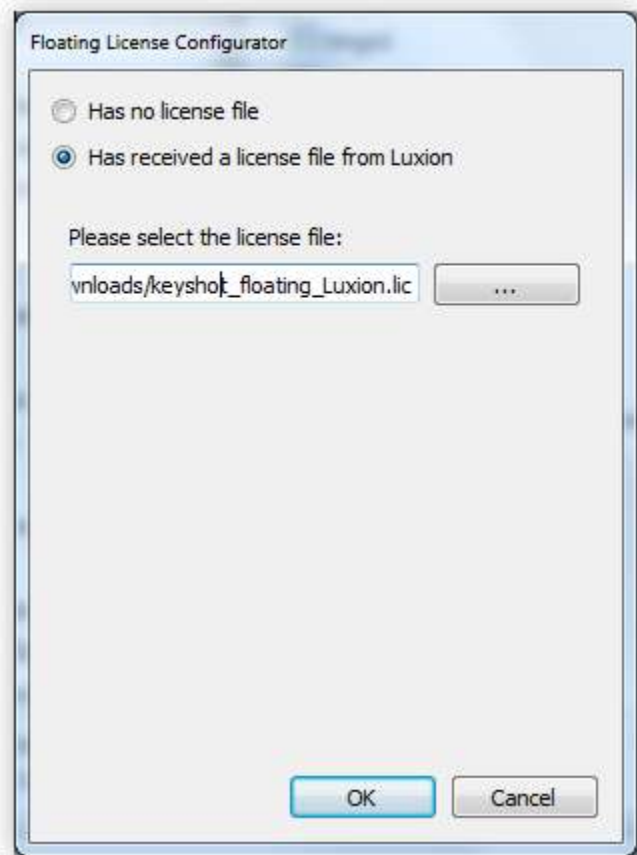 Floating License Configurator
Has no license file
Has received a license file from Luxion
Please select the license file:
vnloads/keyshot_floating_Luxion.lic
...
OK
Cancel